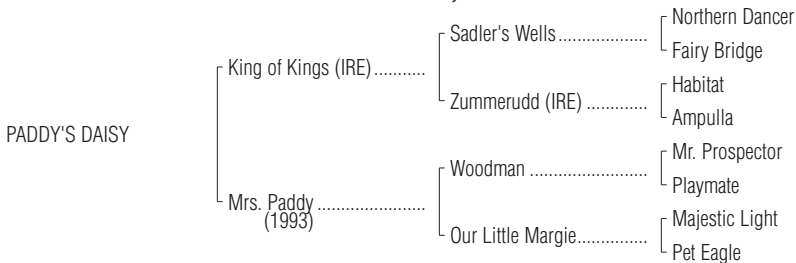 Northern Dancer
Sadler's Wells...................
Fairy Bridge
King of Kings (IRE)...........
Habitat
Zummerudd (IRE) .............
Ampulla
PADDY'S DAISY
Mr. Prospector
Woodman .........................
Playmate
Mrs. Paddy.......................
(1993)
Majestic Light
Our Little Margie...............
Pet Eagle